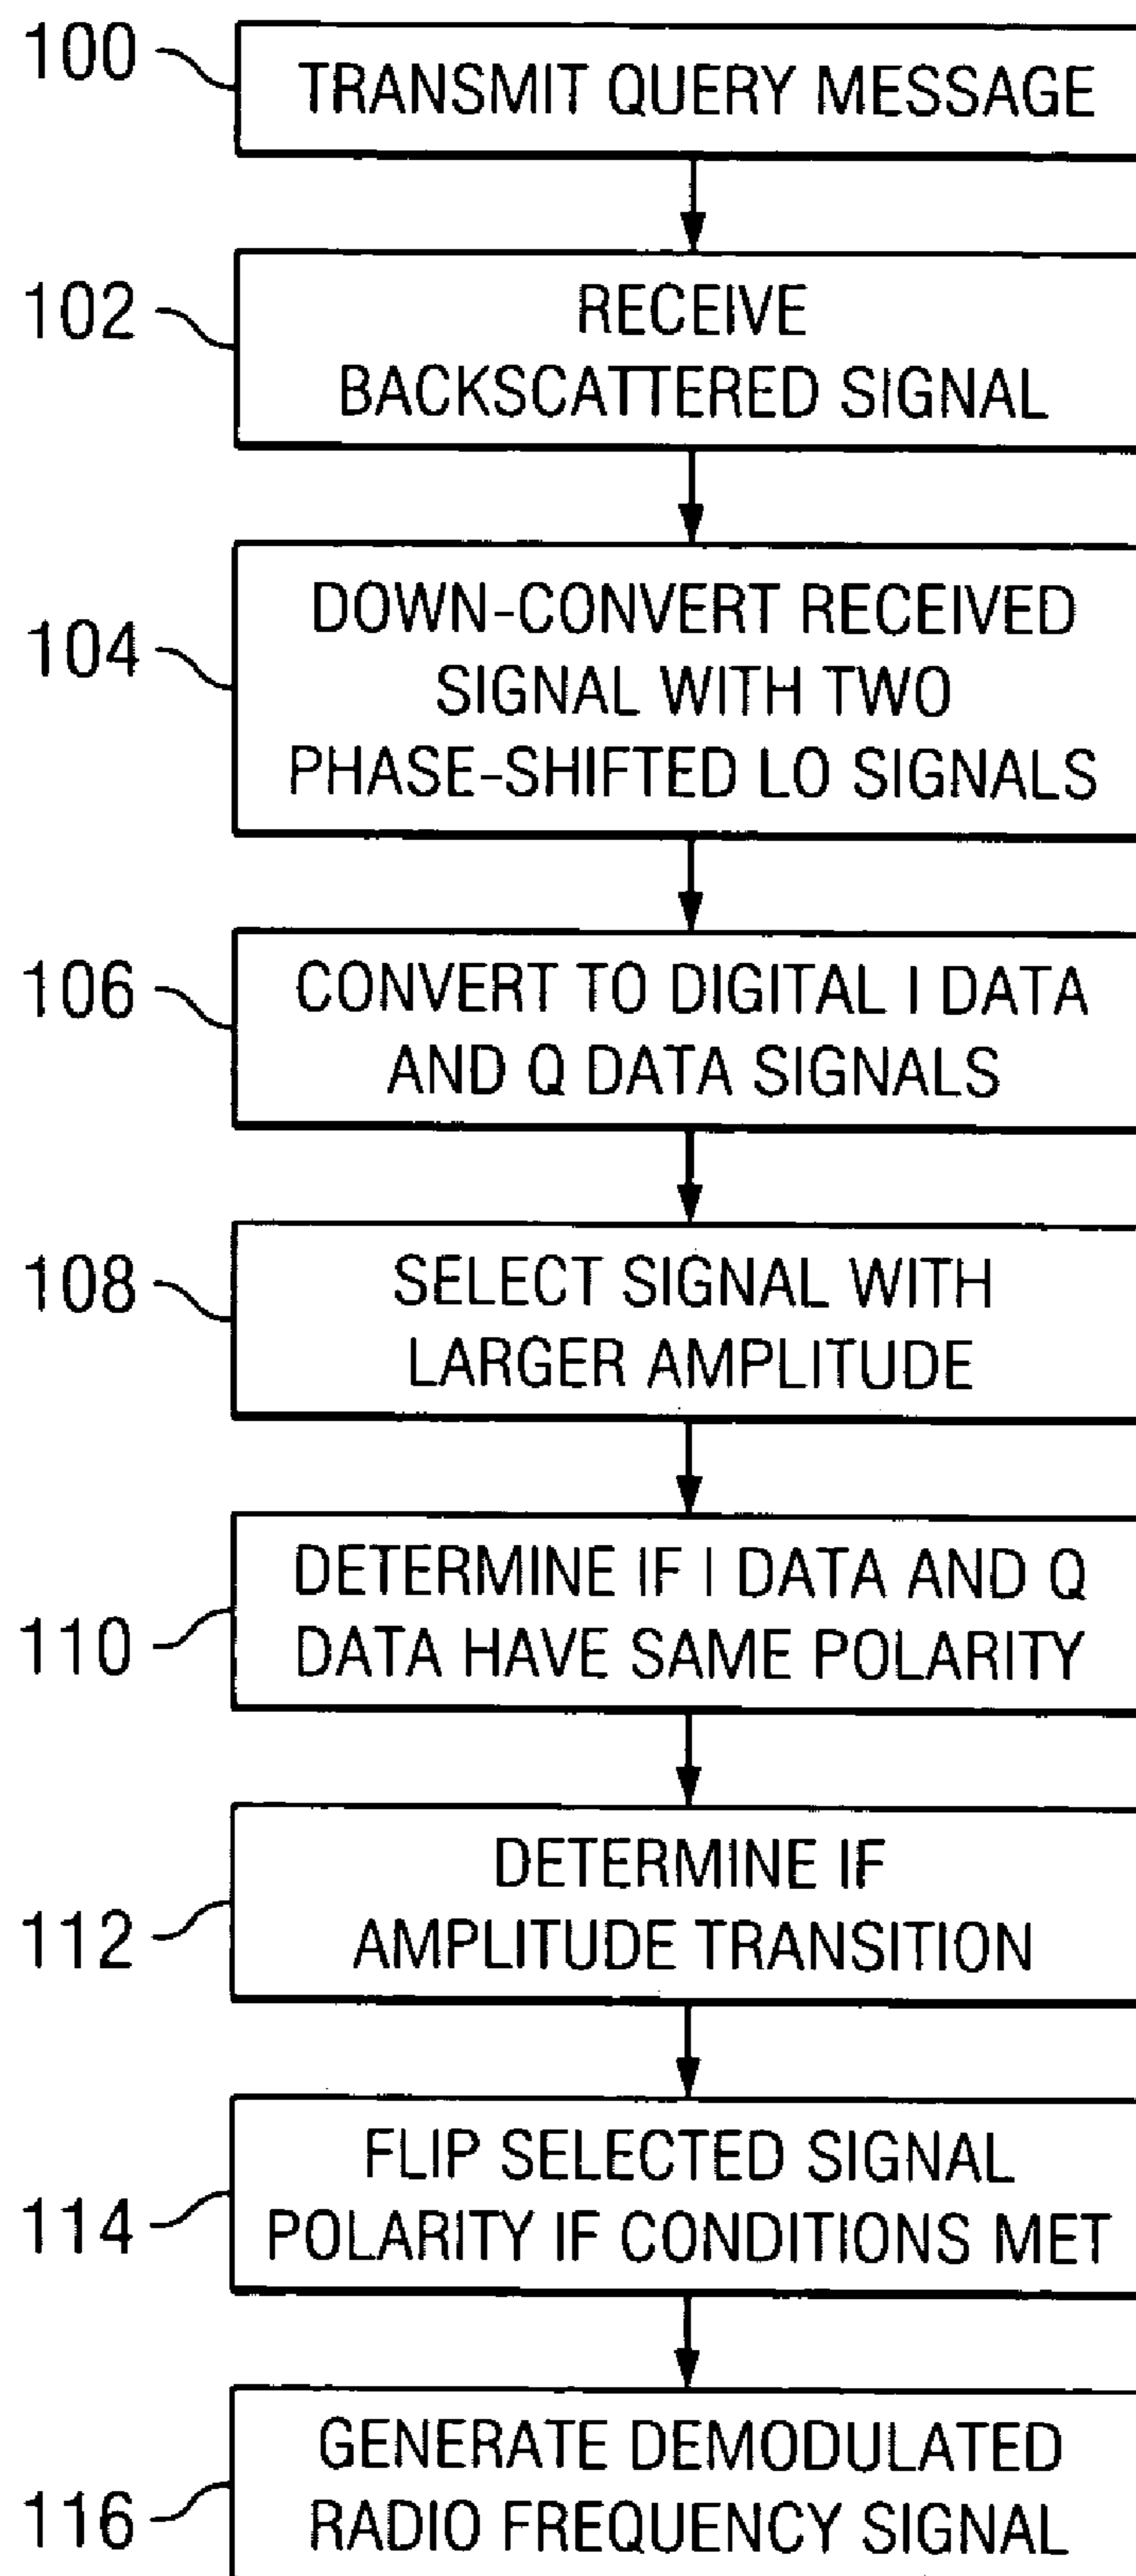 100
TRANSMIT QUERY MESSAGE
102
RECEIVE
BACKSCATTERED SIGNAL
104
DOWN-CONVERT RECEIVED
SIGNAL WITH TWO
PHASE-SHIFTED LO SIGNALS
106
CONVERT TO DIGITAL I DATA
AND Q DATA SIGNALS
108
SELECT SIGNAL WITH
LARGER AMPLITUDE
110
DETERMINE IF I DATA AND Q
DATA HAVE SAME POLARITY
112
DETERMINE IF
AMPLITUDE TRANSITION
114
FLIP SELECTED SIGNAL
POLARITY IF CONDITIONS MET
116
GENERATE DEMODULATED
RADIO FREQUENCY SIGNAL